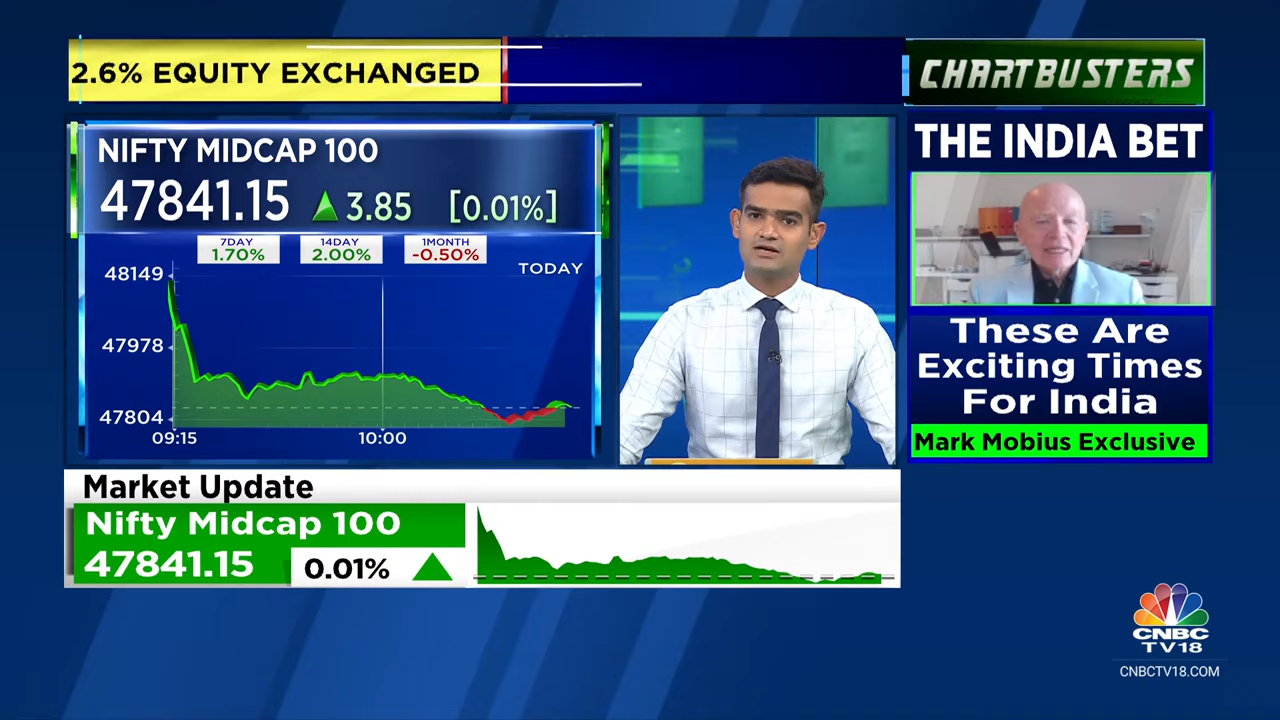 2.6% EQUITY EXCHANGED
CHARTBUSTERS
NIFTY MIDCAP 100
47841.15 ▲ 3.85 [0.01%]
7DAY 14DAY 1MONTH
1.70% 2.00% -0.50%
TODAY
48149
47978
47804
09:15 10:00
THE INDIA BET
These Are
Exciting Times
For India
Mark Mobius Exclusive
Market Update
Nifty Midcap 100
47841.15 0.01% ▲
CNBC
TV18
CNBCTV18.COM